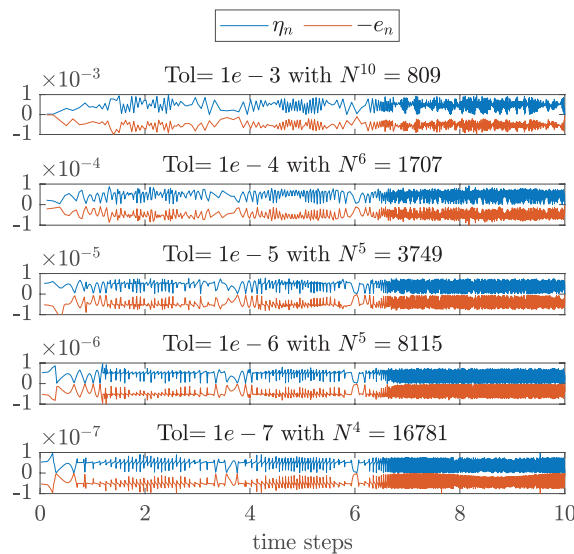 η_n −e_n
×10^−3
Tol= 1e − 3 with N^10 = 809
1
0
-1
×10^−4
Tol= 1e − 4 with N^6 = 1707
1
0
-1
×10^−5
Tol= 1e − 5 with N^5 = 3749
1
0
-1
×10^−6
Tol= 1e − 6 with N^5 = 8115
1
0
-1
×10^−7
Tol= 1e − 7 with N^4 = 16781
1
0
-1
0 2 4 6 8 10
time steps